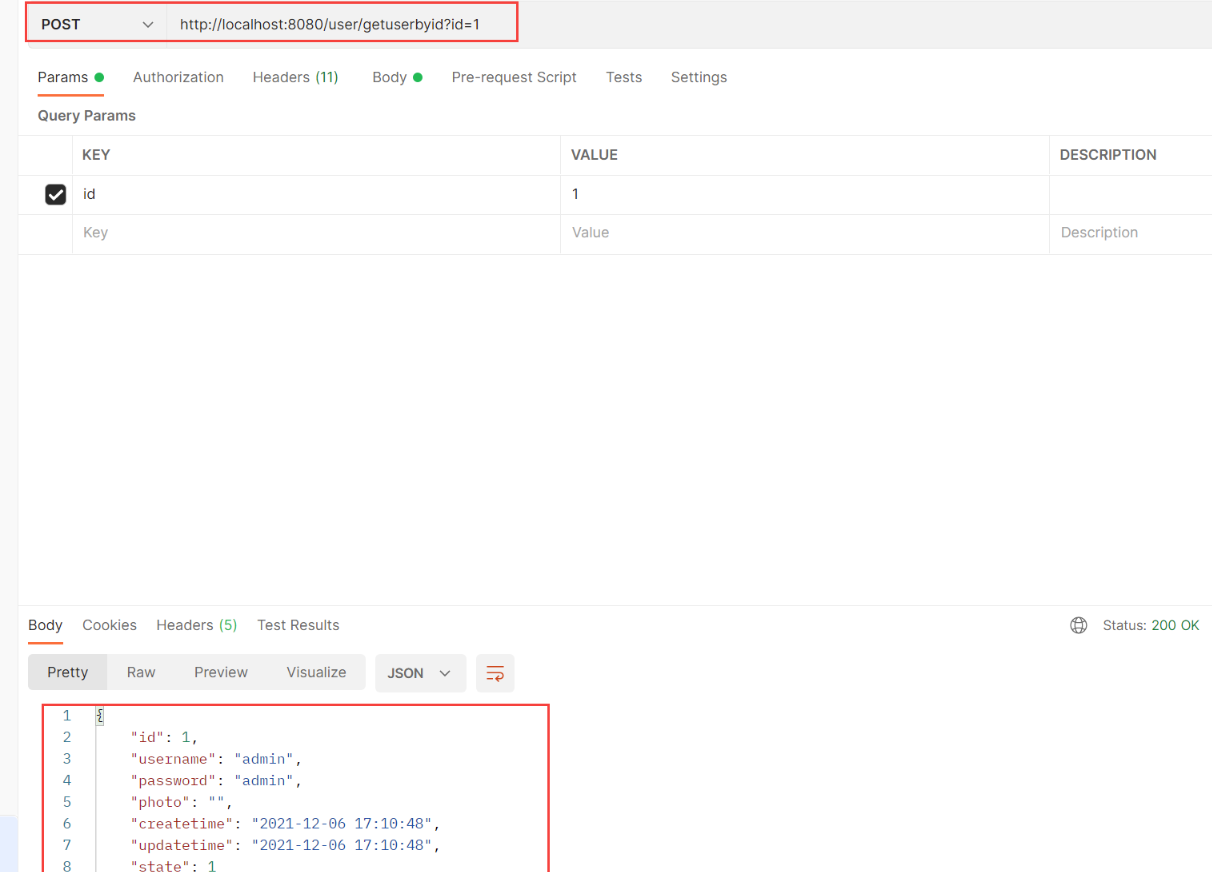 POST http://localhost:8080/user/getuserbyid?id=1
Params Authorization Headers (11) Body Pre-request Script Tests Settings
Query Params
KEY VALUE DESCRIPTION
id 1
Key Value Description
Body Cookies Headers (5) Test Results Status: 200 OK
Pretty Raw Preview Visualize JSON
1 {
2 "id": 1,
3 "username": "admin",
4 "password": "admin",
5 "photo": "",
6 "createtime": "2021-12-06 17:10:48",
7 "updatetime": "2021-12-06 17:10:48",
8 "state": 1